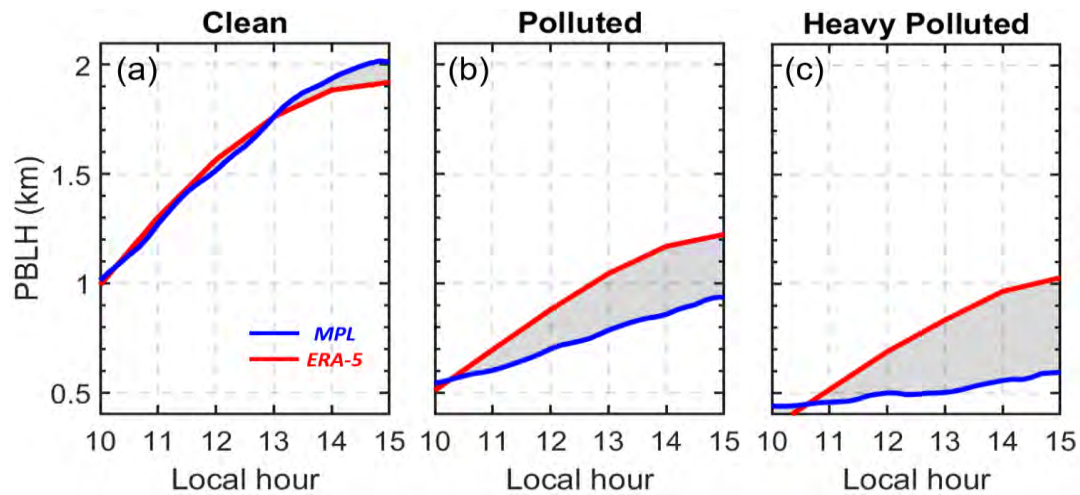 Clean
Polluted
Heavy Polluted
(a)
(b)
(c)
2
1.5
1
0.5
PBLH (km)
MPL
ERA-5
10 11 12 13 14 15
10 11 12 13 14 15
10 11 12 13 14 15
Local hour
Local hour
Local hour